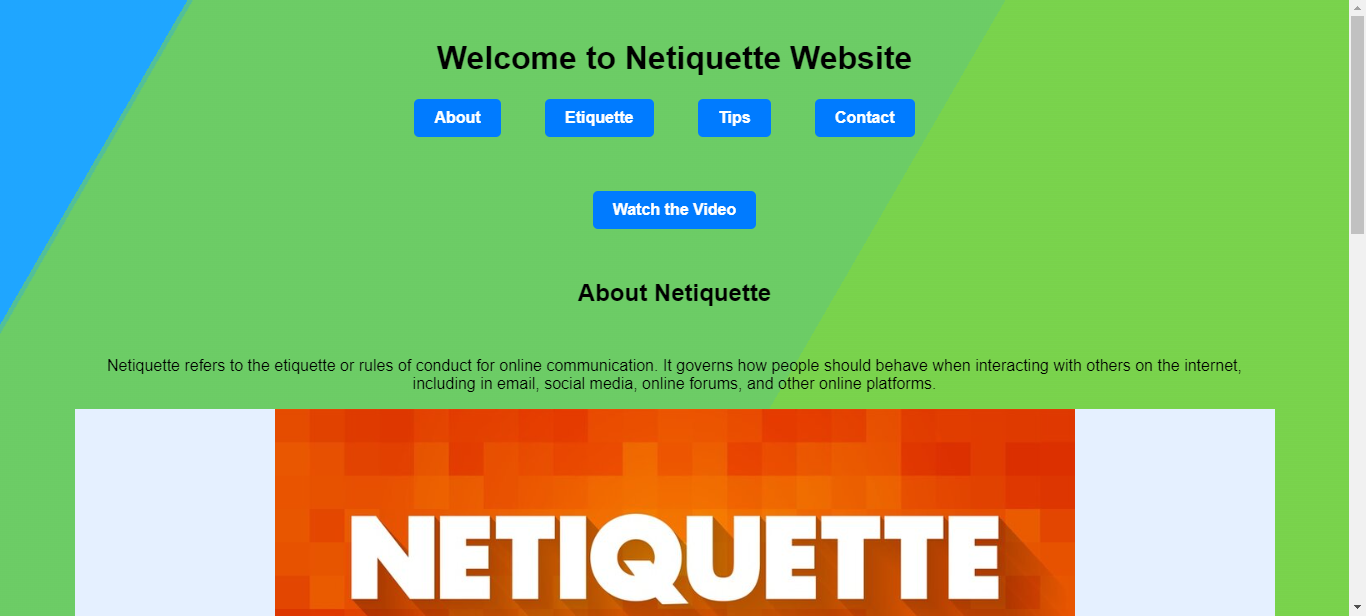 Welcome to Netiquette Website
About Etiquette Tips Contact
Watch the Video
About Netiquette
Netiquette refers to the etiquette or rules of conduct for online communication. It governs how people should behave when interacting with others on the internet,
including in email, social media, online forums, and other online platforms.
NETIQUETTE